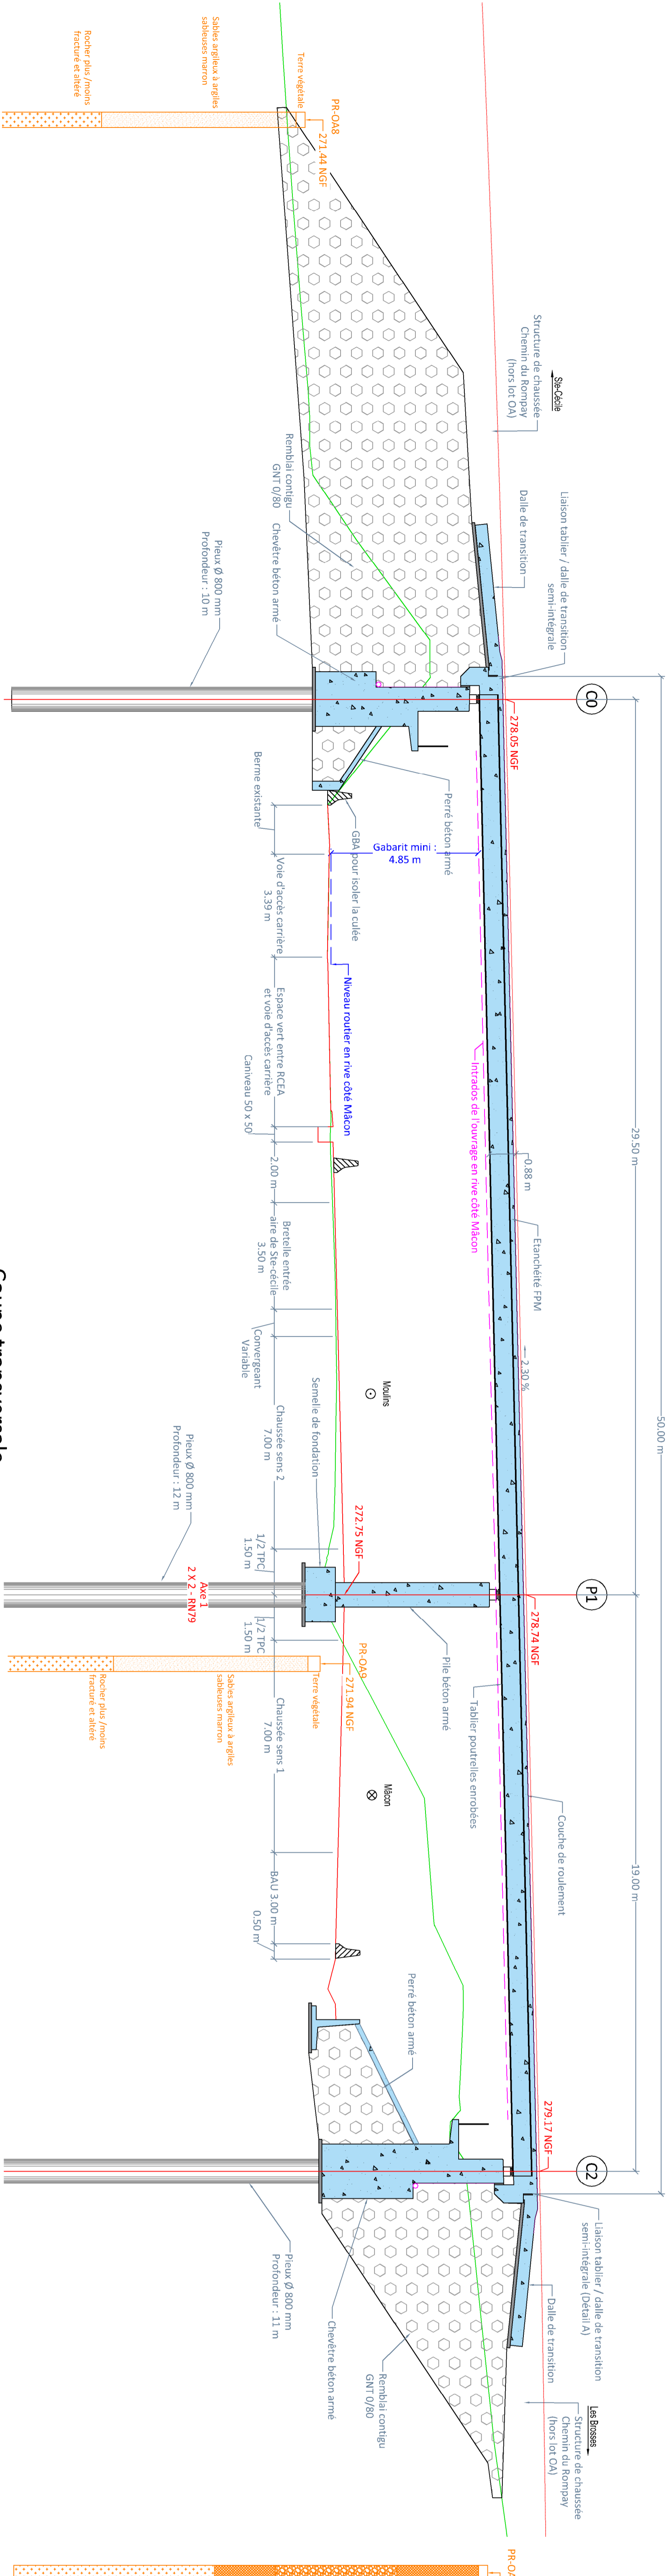 50.00 m
29.50 m
19.00 m
C0
P1
C2
Ste-Cécile
Structure de chaussée
Chemin du Rompay
(hors lot OA)
Liaison tablier / dalle de transition
semi-intégrale
Dalle de transition
278.05 NGF
0.88 m
Etanchéité FPM
2.30 %
278.74 NGF
Couche de roulement
279.17 NGF
Liaison tablier / dalle de transition
semi-intégrale (Détail A)
Dalle de transition
Les Brosses
Structure de chaussée
Chemin du Rompay
(hors lot OA)
Intrados de l'ouvrage en rive côté Mâcon
Tablier poutrelles enrobées
Pile béton armé
Perré béton armé
Gabarit mini :
4.85 m
GBA pour isoler la culée
Niveau routier en rive côté Mâcon
Moulins
272.75 NGF
Mâcon
Perré béton armé
Remblai contigu
GNT 0/80
Chevêtre béton armé
Remblai contigu
GNT 0/80
Chevêtre béton armé
PR-OA8
271.44 NGF
Terre végétale
Sables argileux à argiles
sableuses marron
Rocher plus /moins
fracturé et altéré
Pieux Ø 800 mm
Profondeur : 10 m
Berme existante
Voie d'accès carrière
3.39 m
Espace vert entre RCEA
et voie d'accès carrière
Caniveau 50 x 50
2.00 m
Bretelle entrée
aire de Ste-cécile
3.50 m
Convergeant
Variable
Semelle de fondation
Chaussée sens 2
7.00 m
1/2 TPC
1.50 m
1/2 TPC
1.50 m
Pieux Ø 800 mm
Profondeur : 12 m
Axe 1
2 X 2 - RN79
PR-OA9
271.94 NGF
Terre végétale
Sables argileux à argiles
sableuses marron
Rocher plus /moins
fracturé et altéré
Chaussée sens 1
7.00 m
BAU 3.00 m
0.50 m
Pieux Ø 800 mm
Profondeur : 11 m